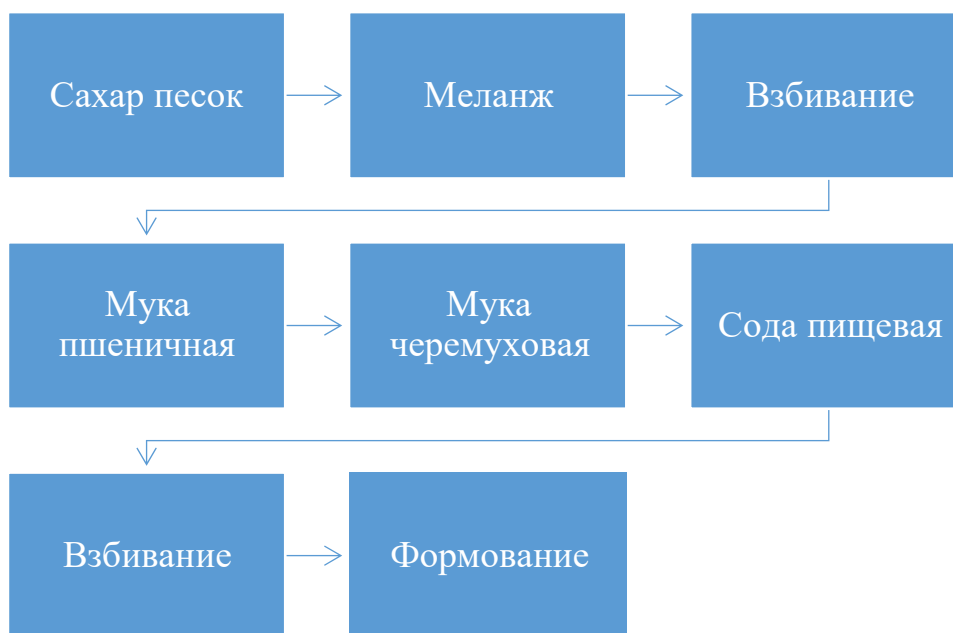 Сахар песок
Меланж
Взбивание
Мука
пшеничная
Мука
черемуховая
Сода пищевая
Взбивание
Формование